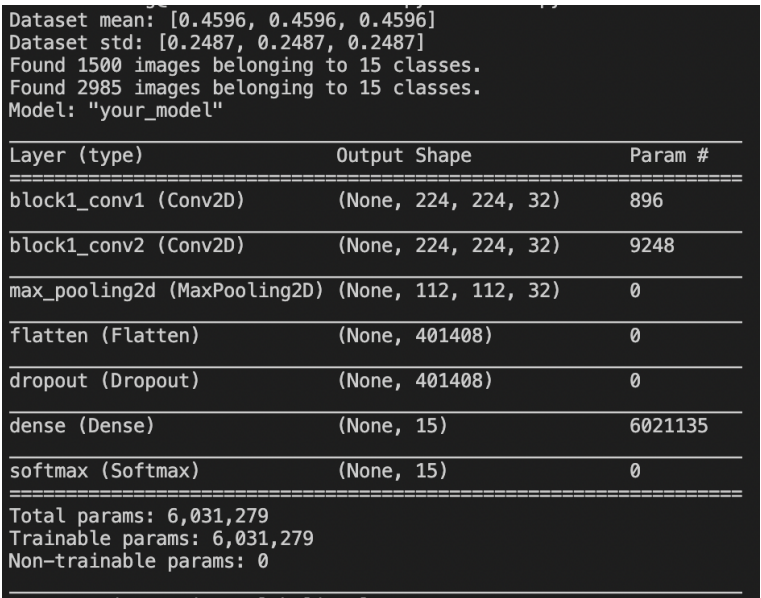 Dataset mean: [0.4596, 0.4596, 0.4596]
Dataset std: [0.2487, 0.2487, 0.2487]
Found 1500 images belonging to 15 classes.
Found 2985 images belonging to 15 classes.
Model: "your_model"
Layer (type) Output Shape Param #
block1_conv1 (Conv2D) (None, 224, 224, 32) 896
block1_conv2 (Conv2D) (None, 224, 224, 32) 9248
max_pooling2d (MaxPooling2D) (None, 112, 112, 32) 0
flatten (Flatten) (None, 401408) 0
dropout (Dropout) (None, 401408) 0
dense (Dense) (None, 15) 6021135
softmax (Softmax) (None, 15) 0
Total params: 6,031,279
Trainable params: 6,031,279
Non-trainable params: 0